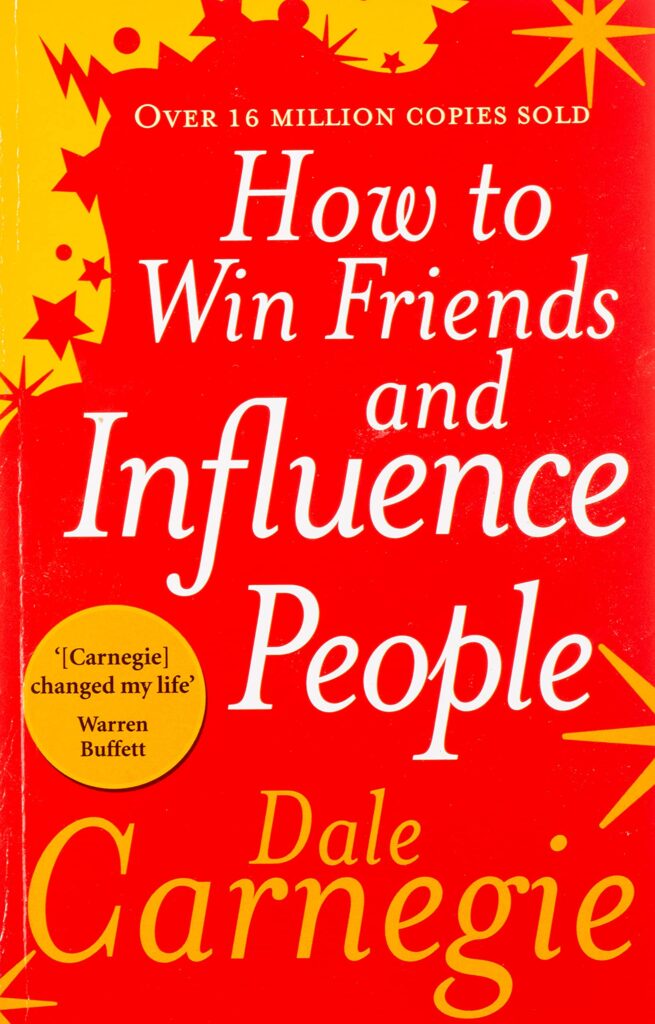 OVER 16 MILLION COPIES SOLD
How to
Win Friends
and
Influence
People
‘[Carnegie]
changed my life’
Warren
Buffett
Dale
Carnegie